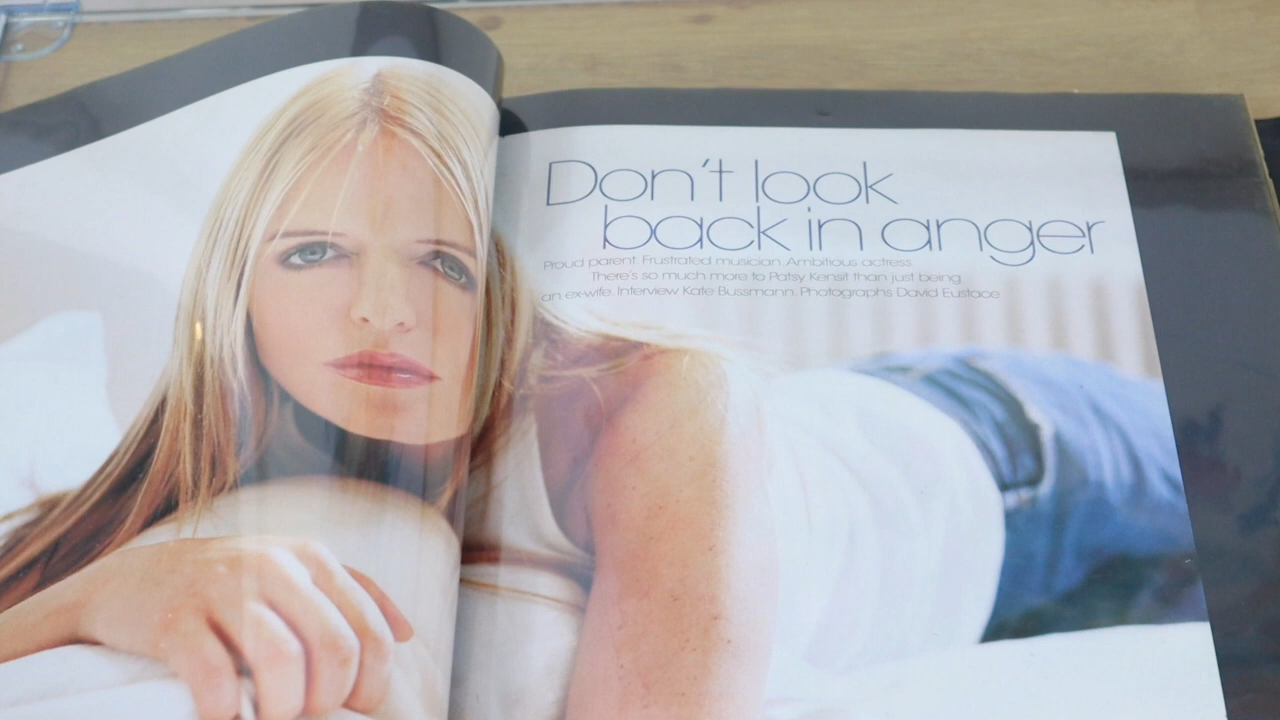 Don't look
back in anger
Proud parent. Frustrated musician. Ambitious actress.
There's so much more to Patsy Kensit than just being
an ex-wife. Interview Kate Bussmann. Photographs David Eustace